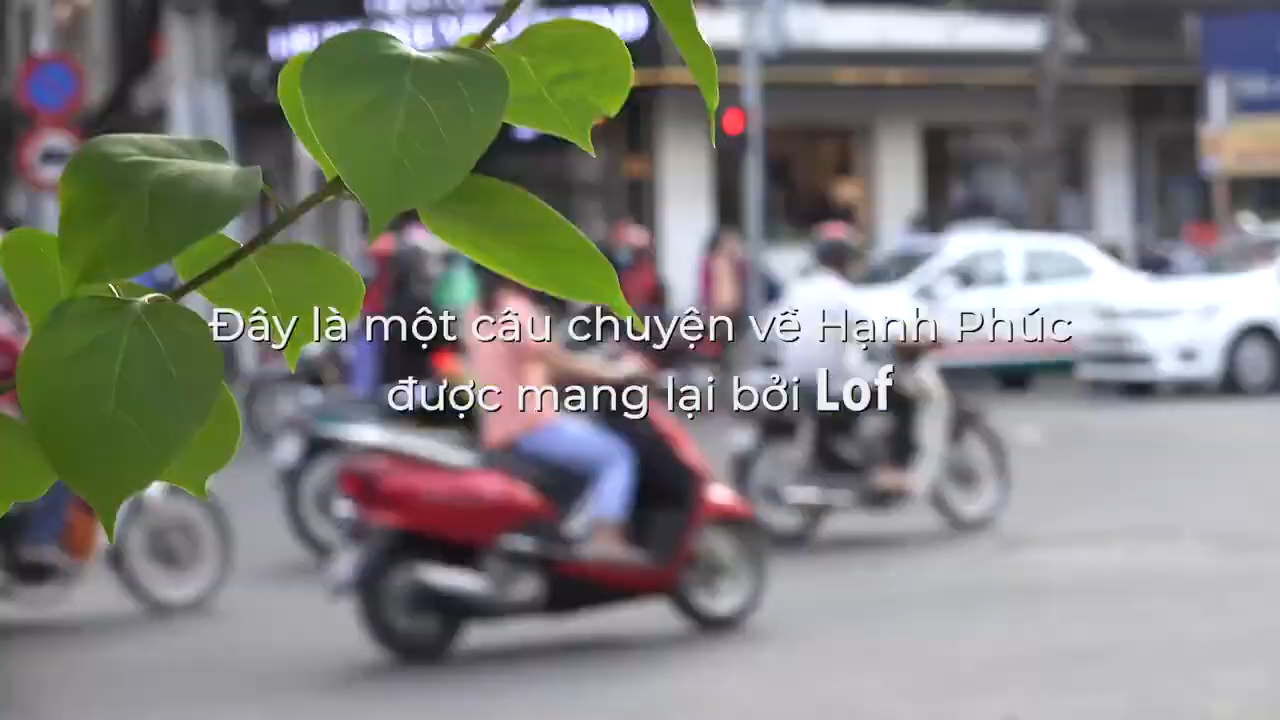 Đây là một câu chuyện về Hạnh Phúc
được mang lại bởi Lof